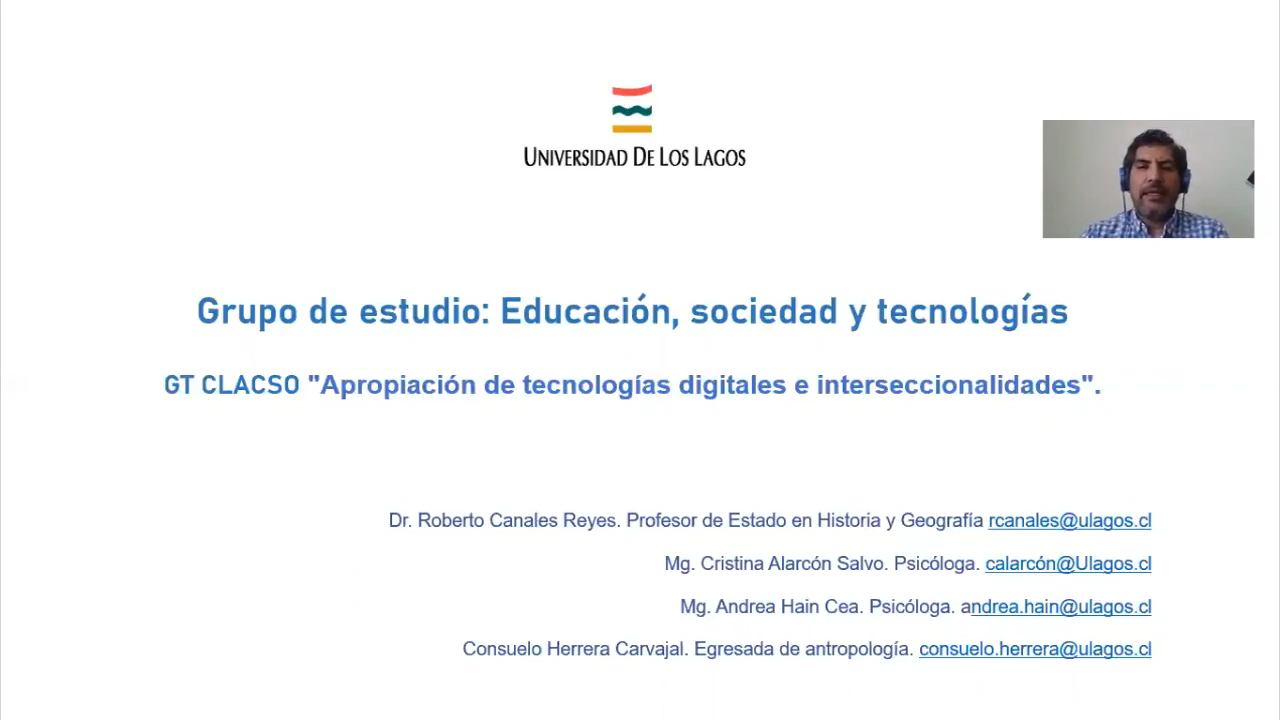 UNIVERSIDAD DE LOS LAGOS
Grupo de estudio: Educación, sociedad y tecnologías
GT CLACSO "Apropiación de tecnologías digitales e interseccionalidades".
Dr. Roberto Canales Reyes. Profesor de Estado en Historia y Geografía rcanales@ulagos.cl
Mg. Cristina Alarcón Salvo. Psicóloga. calarcón@Ulagos.cl
Mg. Andrea Hain Cea. Psicóloga. andrea.hain@ulagos.cl
Consuelo Herrera Carvajal. Egresada de antropología. consuelo.herrera@ulagos.cl